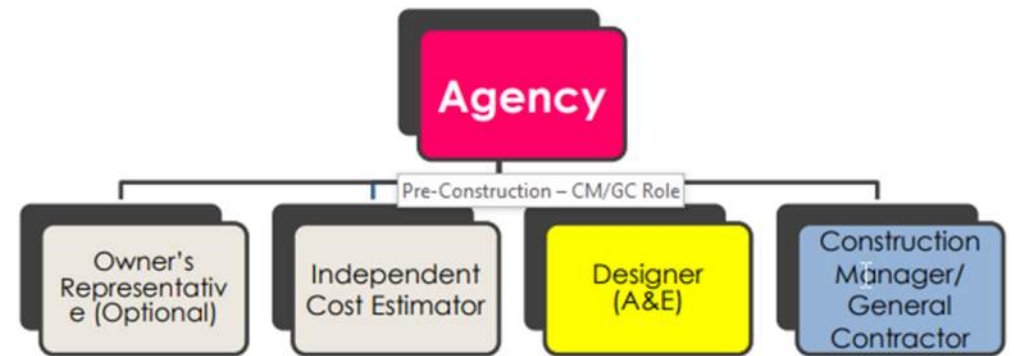 Agency
Pre-Construction – CM/GC Role
Owner's
Representativ
e (Optional)
Independent
Cost Estimator
Designer
(A&E)
Construction
Manager/
General
Contractor